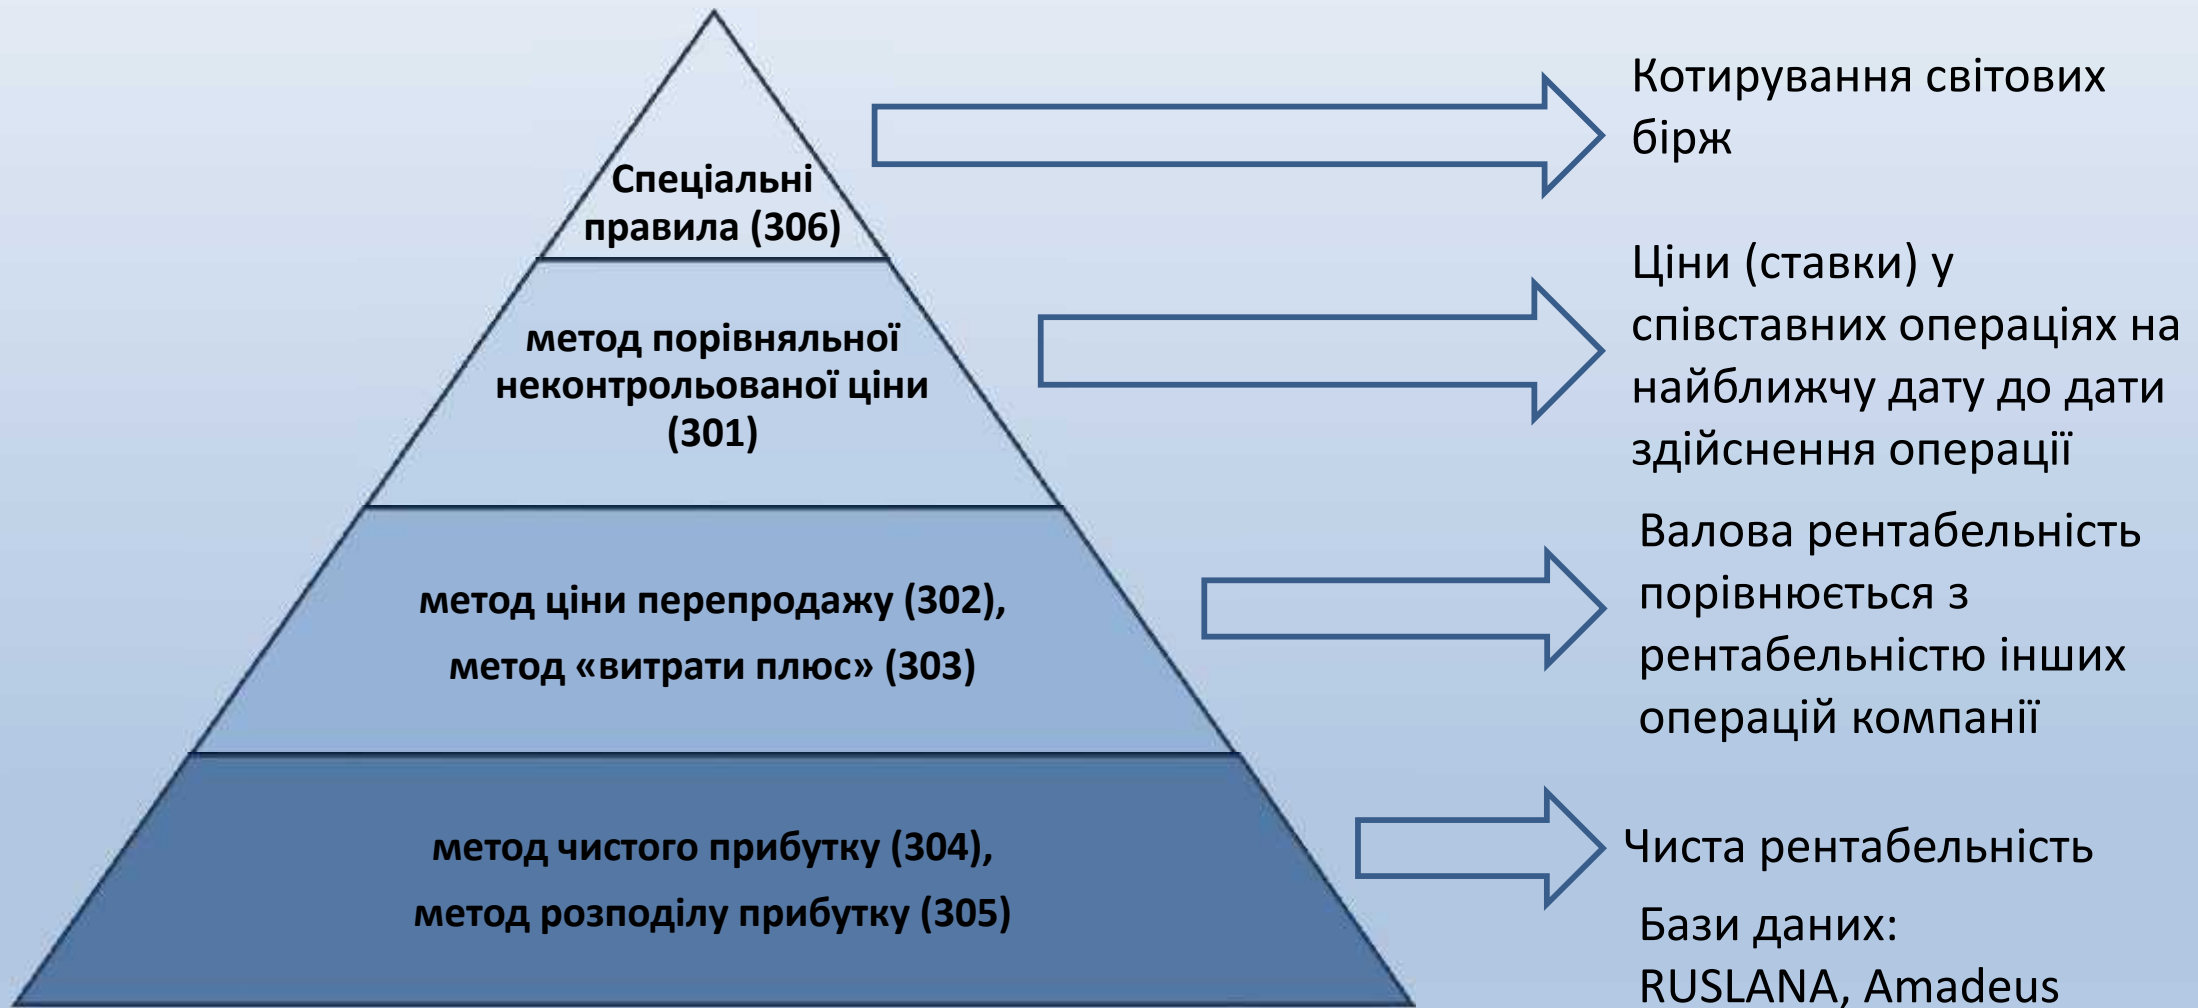 Спеціальні
правила (306)
Котирування світових
бірж
метод порівняльної
неконтрольованої ціни
(301)
Ціни (ставки) у
співставних операціях на
найближчу дату до дати
здійснення операції
метод ціни перепродажу (302),
метод «витрати плюс» (303)
Валова рентабельність
порівнюється з
рентабельністю інших
операцій компанії
метод чистого прибутку (304),
метод розподілу прибутку (305)
Чиста рентабельність
Бази даних:
RUSLANA, Amadeus